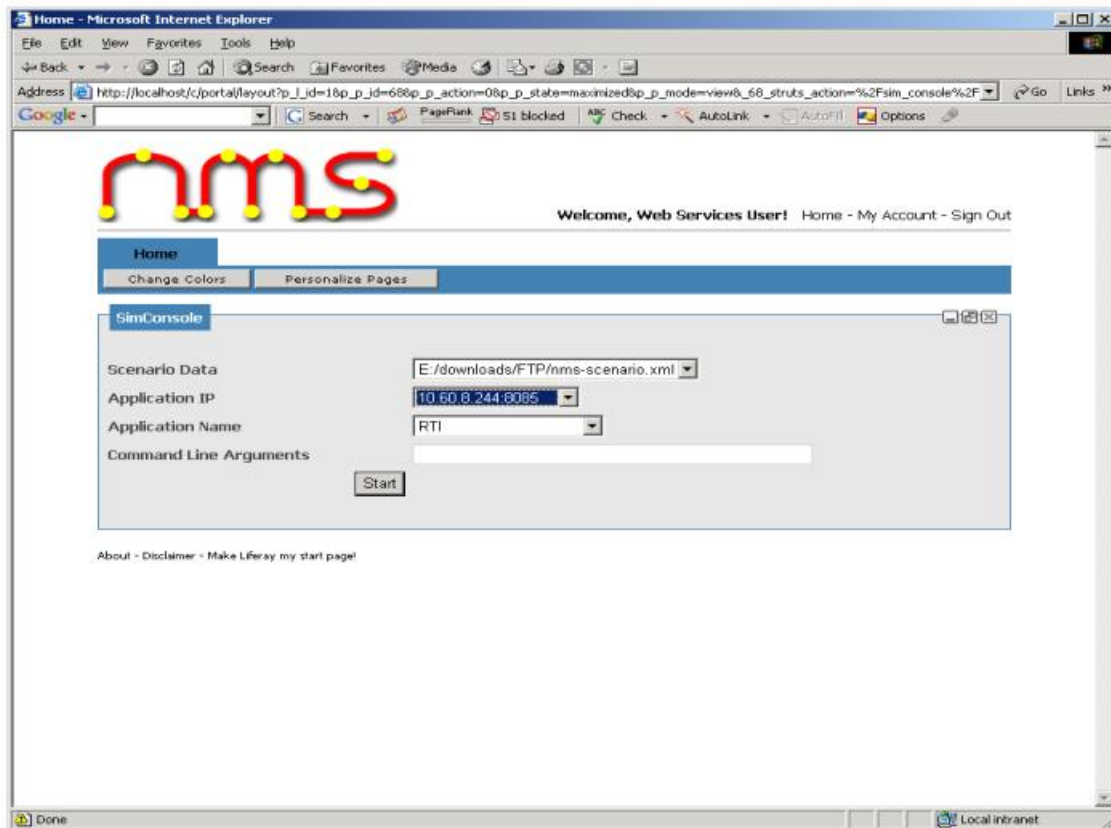 Home - Microsoft Internet Explorer
File Edit View Favorites Tools Help
Back Search Favorites Media
Address http://localhost/c/portal/layout?p_l_id=1&p_p_id=68&p_p_action=0&p_p_state=maximized&p_p_mode=view&_68_struts_action=%2Fsim_console%2F Go Links »
Google Search PageRank 51 blocked ABC Check AutoLink AutoFill Options
nms
Welcome, Web Services User! Home - My Account - Sign Out
Home
Change Colors Personalize Pages
SimConsole
Scenario Data E:/downloads/FTP/nms-scenario.xml
Application IP 10.60.8.244:8085
Application Name RTI
Command Line Arguments
Start
About - Disclaimer - Make Liferay my start page!
Done Local intranet